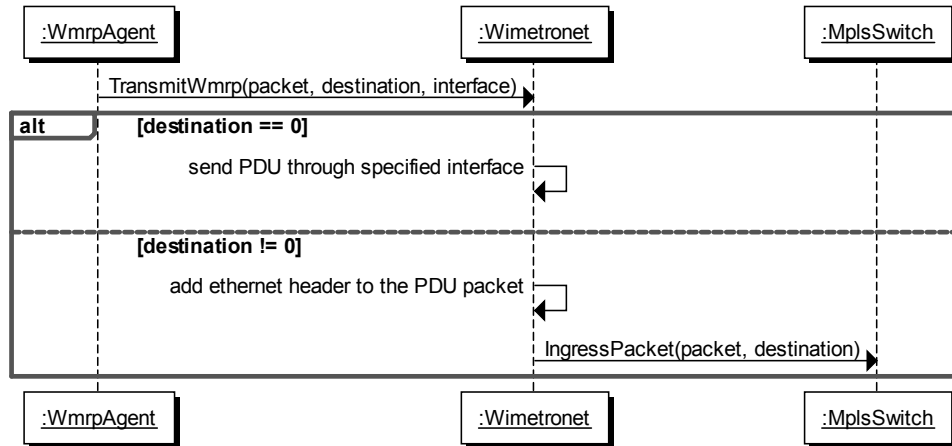 :WmrpAgent :Wimetronet :MplsSwitch
TransmitWmrp(packet, destination, interface)
alt [destination == 0]
send PDU through specified interface
[destination != 0]
add ethernet header to the PDU packet
IngressPacket(packet, destination)
:WmrpAgent :Wimetronet :MplsSwitch